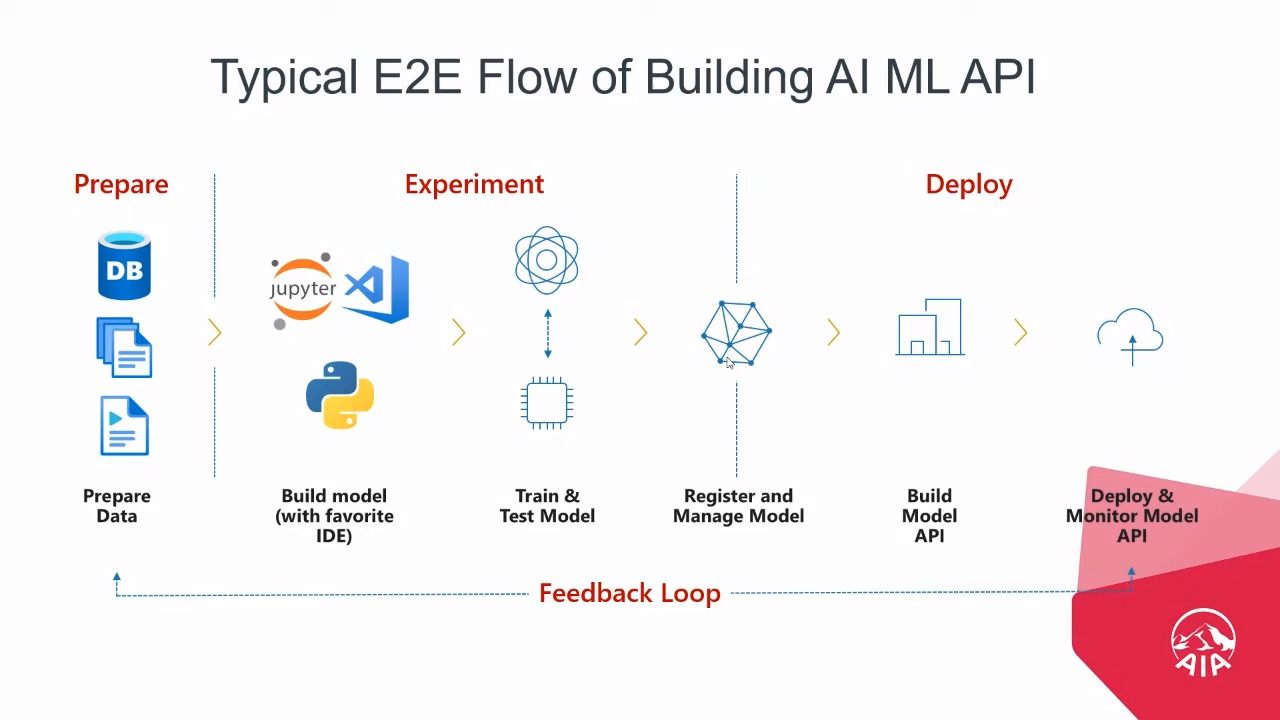 Typical E2E Flow of Building AI ML API
Prepare
Experiment
Deploy
DB
jupyter
Prepare
Data
Build model
(with favorite
IDE)
Train &
Test Model
Register and
Manage Model
Build
Model
API
Deploy &
Monitor Model
API
Feedback Loop
AIA